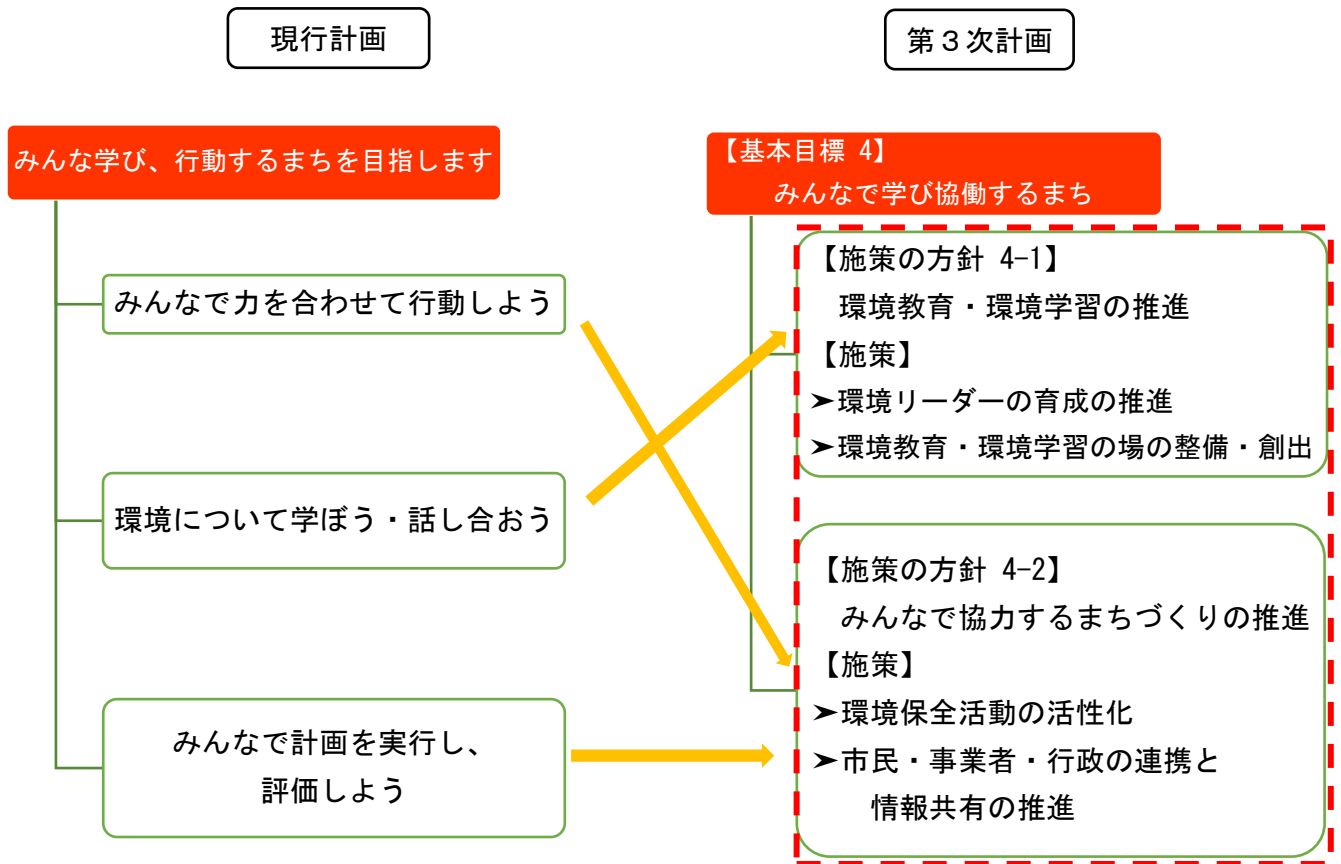 現行計画
みんな学び、行動するまちを目指します
みんなで力を合わせて行動しよう
環境について学ぼう・話し合おう
みんなで計画を実行し、
評価しよう
第３次計画
【基本目標 4】
みんなで学び協働するまち
【施策の方針 4-1】
環境教育・環境学習の推進
【施策】
➤環境リーダーの育成の推進
➤環境教育・環境学習の場の整備・創出
【施策の方針 4-2】
みんなで協力するまちづくりの推進
【施策】
➤環境保全活動の活性化
➤市民・事業者・行政の連携と
情報共有の推進